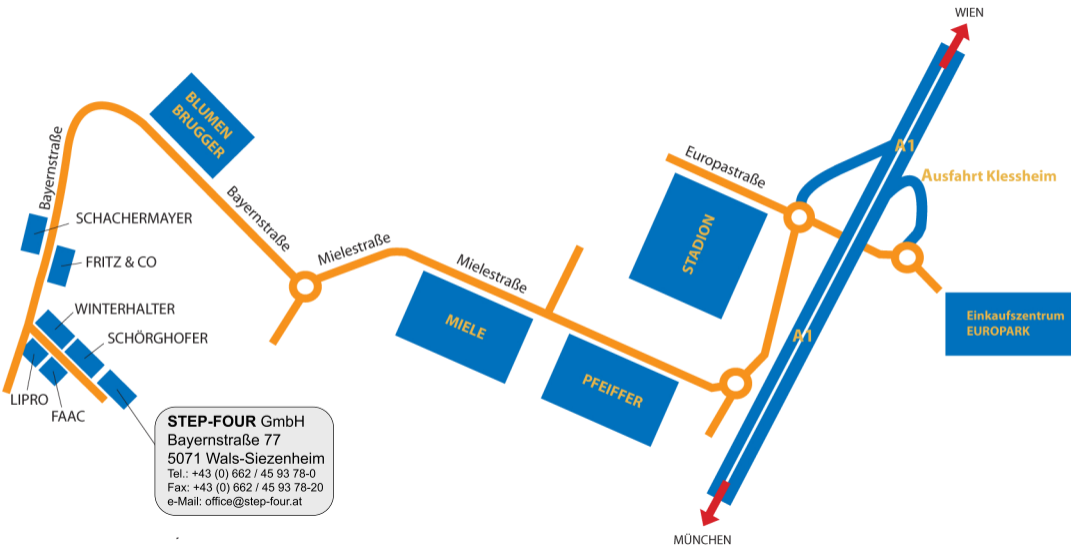 WIEN
BLUMEN
BRUGGER
Bayernstraße
A1
Europastraße
Ausfahrt Klessheim
Bayernstraße
SCHACHERMAYER
STADION
Mielestraße
FRITZ & CO
Mielestraße
WINTERHALTER
Einkaufszentrum
EUROPARK
MIELE
SCHÖRGHOFER
A1
PFEIFFER
LIPRO
FAAC
STEP-FOUR GmbH
Bayernstraße 77
5071 Wals-Siezenheim
Tel.: +43 (0) 662 / 45 93 78-0
Fax: +43 (0) 662 / 45 93 78-20
e-Mail: office@step-four.at
MÜNCHEN